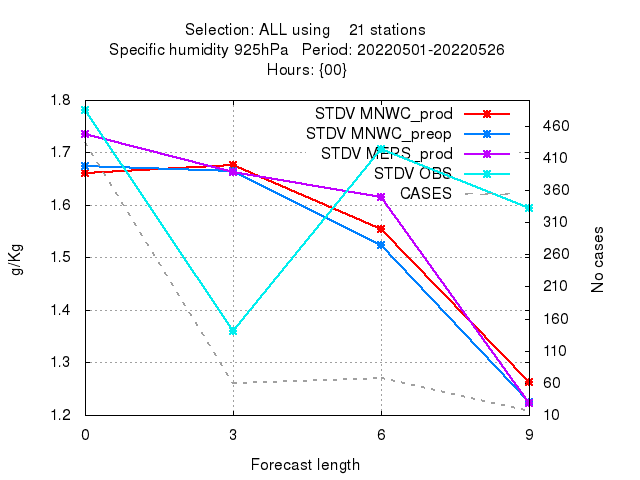 Selection: ALL using    21 stations
Specific humidity 925hPa   Period: 20220501-20220526
Hours: {00}
STDV MNWC_prod
STDV MNWC_preop
STDV MEPS_prod
STDV OBS
CASES
1.8
1.7
1.6
1.5
1.4
1.3
1.2
g/Kg
460
410
360
310
260
210
160
110
60
10
No cases
0 3 6 9
Forecast length